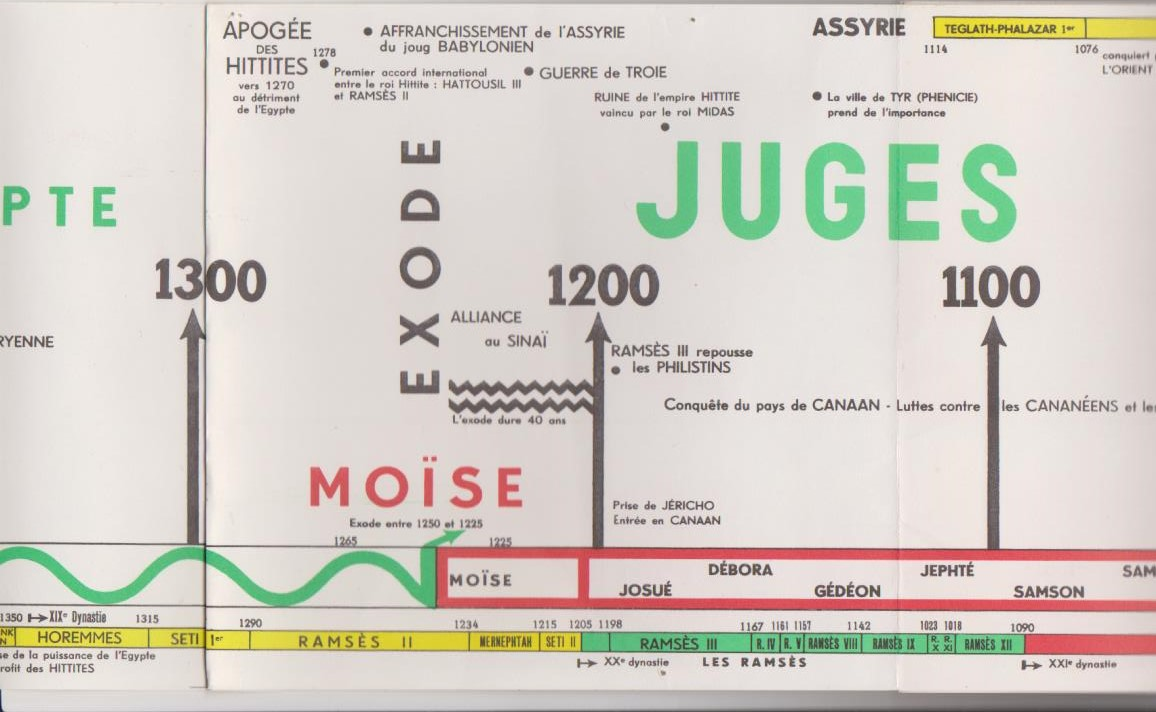 APOGÉE
DES
HITTITES
vers 1270
au détriment
de l'Egypte
1278
Premier accord international
entre le roi Hittite : HATTOUSIL III
et RAMSÈS II
AFFRANCHISSEMENT de l'ASSYRIE
du joug BABYLONIEN
GUERRE de TROIE
RUINE de l'empire HITTITE
vaincu par le roi MIDAS
ASSYRIE
TEGLATH-PHALAZAR 1er
1114
1076
conquiert
L'ORIENT
La ville de TYR (PHENICIE)
prend de l'importance
PTE
EXODE
JUGES
1300
1200
1100
RYENNE
ALLIANCE
au SINAÏ
L'exode dure 40 ans
RAMSÈS III repousse
les PHILISTINS
Conquête du pays de CANAAN - Luttes contre les CANANÉENS et le
MOÏSE
Exode entre 1250 et 1225
1265
1225
Prise de JÉRICHO
Entrée en CANAAN
MOÏSE
JOSUÉ
DÉBORA
GÉDÉON
JEPHTÉ
SAMSON
SAM
1350 XIXe Dynastie 1315
1290
1234
1215 1205 1198
1167 1161 1157
1142
1023 1018
1090
NK
N
HOREMMES
SETI 1er
RAMSÈS II
MERNEPHTAH
SETI II
RAMSÈS III
R. IV
R. V
RAMSÈS VIII
RAMSÈS IX
R. R.
X XI
RAMSÈS XII
se de la puissance de l'Egypte
rofit des HITTITES
XXe dynastie
LES RAMSÈS
XXIe dynastie